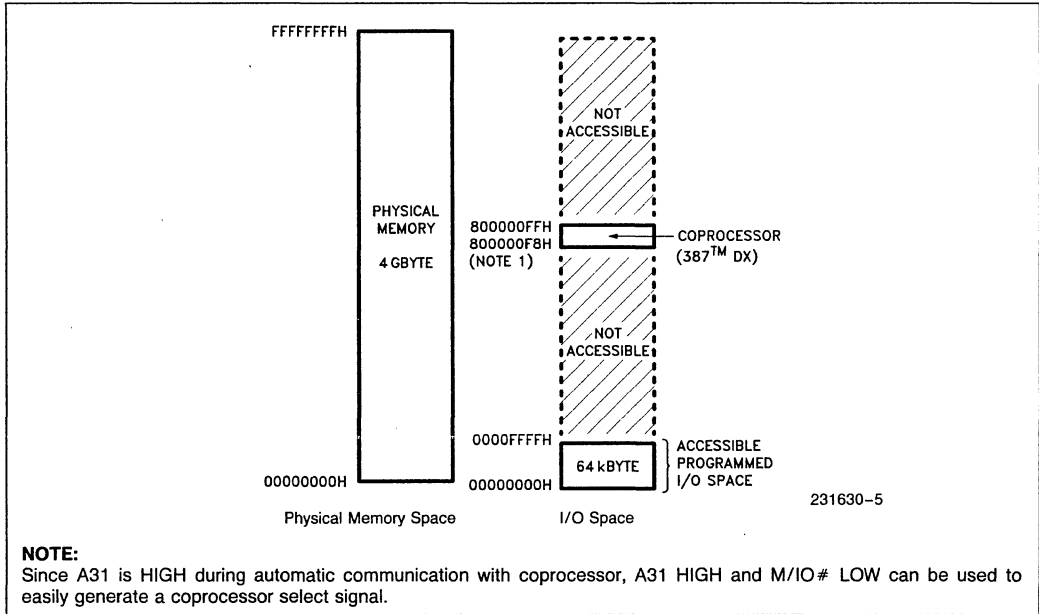 FFFFFFFFH
PHYSICAL
MEMORY
4 GBYTE
00000000H
Physical Memory Space
NOT
ACCESSIBLE
800000FFH
800000F8H
(NOTE 1)
COPROCESSOR
(387™ DX)
NOT
ACCESSIBLE
0000FFFFH
64 kBYTE
ACCESSIBLE
PROGRAMMED
I/O SPACE
00000000H
I/O Space
231630-5
NOTE:
Since A31 is HIGH during automatic communication with coprocessor, A31 HIGH and M/IO# LOW can be used to
easily generate a coprocessor select signal.